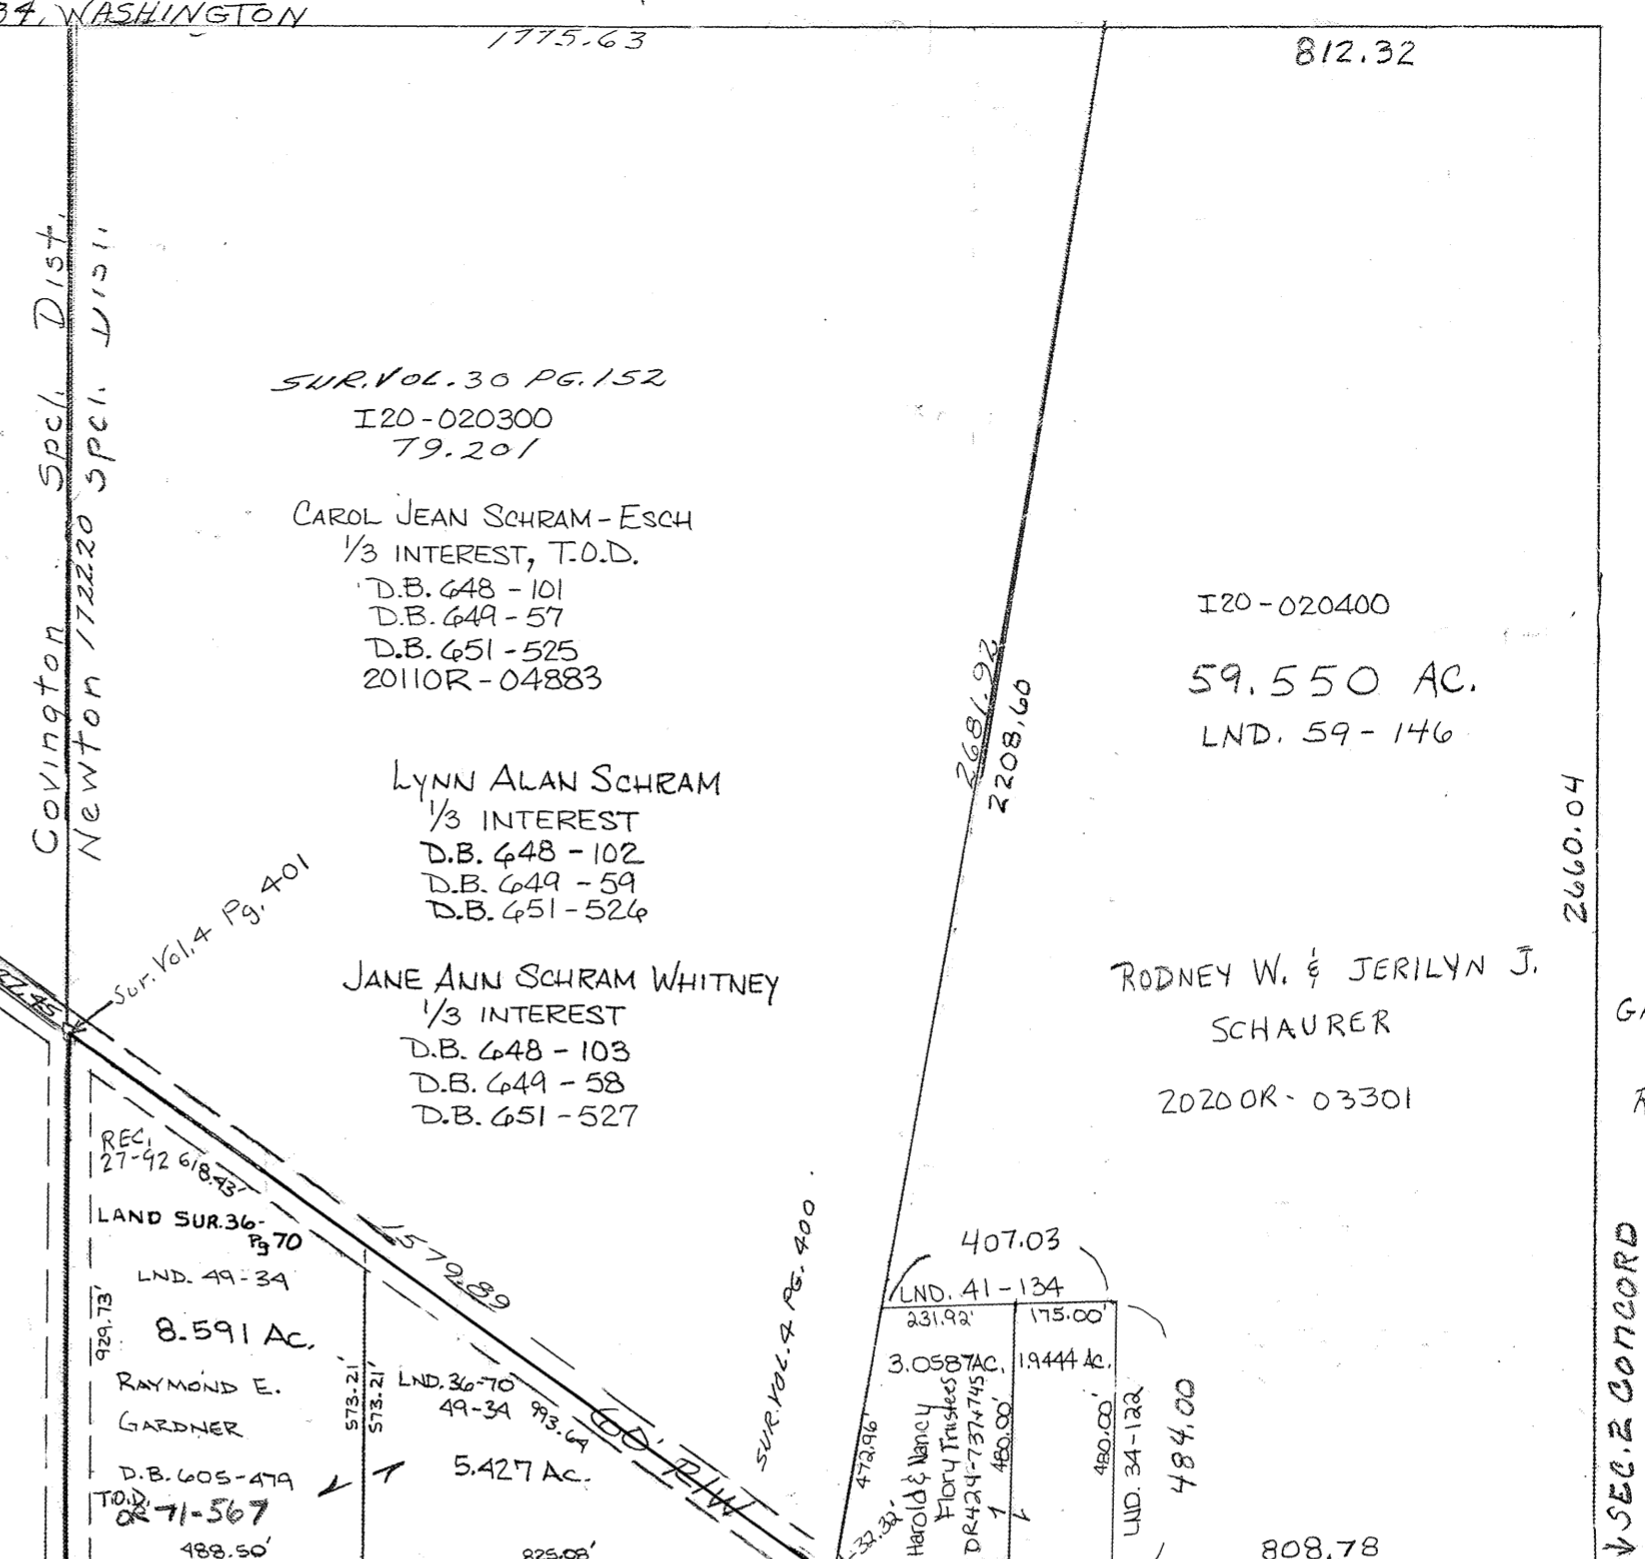 34, WASHINGTON
1775.63
812.32
Covington Spcl. Dist.
Newton Spcl. Dist.
1722.20
SUR. VOL. 30 PG. 152
I20-020300
79.201
CAROL JEAN SCHRAM-ESCH
1/3 INTEREST, T.O.D.
D.B. 648 - 101
D.B. 649 - 57
D.B. 651 - 525
2011OR - 04883
LYNN ALAN SCHRAM
1/3 INTEREST
D.B. 648 - 102
D.B. 649 - 59
D.B. 651 - 526
JANE ANN SCHRAM WHITNEY
1/3 INTEREST
D.B. 648 - 103
D.B. 649 - 58
D.B. 651 - 527
2681.92
2208.60
I20-020400
59.550 AC.
LND. 59 - 146
2660.04
RODNEY W. & JERILYN J.
SCHAURER
2020 OR - 03301
Sur. Vol. 4 Pg. 401
REC.
27-92
618.43'
LAND SUR. 36-
Pg 70
LND. 49-34
8.591 AC.
929.73'
RAYMOND E.
GARDNER
D.B. 605-479
T.O.D.
OR 71-567
488.50'
573.21'
573.21'
1579.89
LND. 36-70
49-34
993.64
5.427 AC.
825.08'
60' R/W
SUR. VOL. 4 PG. 400
407.03
LND. 41-134
231.92'
175.00'
3.0587 AC.
1.9444 AC.
472.96'
32.32'
Harold & Nancy
Flory Trustees
DR424-737+745
480.00'
480.00'
LND. 34-122
484.00
808.78
SEC. 2 CONCORD